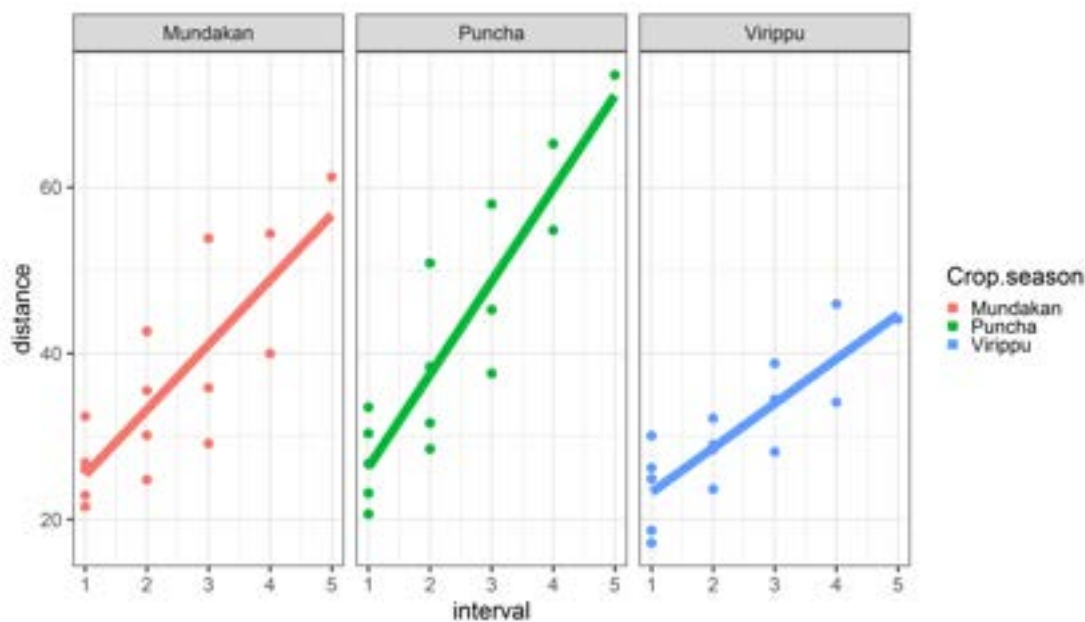 Mundakan Puncha Virippu
60
40
20
distance
1 2 3 4 5 1 2 3 4 5 1 2 3 4 5
interval
Crop.season
Mundakan
Puncha
Virippu